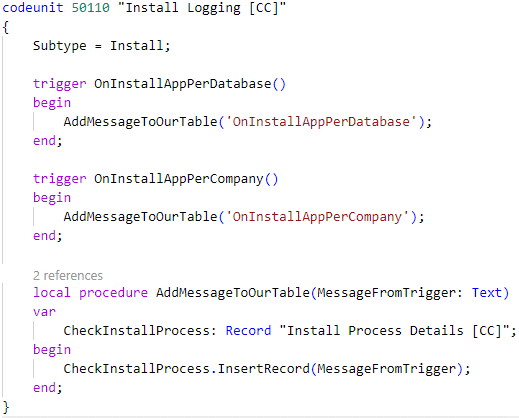 codeunit 50110 "Install Logging [CC]"
{
    Subtype = Install;
    trigger OnInstallAppPerDatabase()
    begin
        AddMessageToOurTable('OnInstallAppPerDatabase');
    end;
    trigger OnInstallAppPerCompany()
    begin
        AddMessageToOurTable('OnInstallAppPerCompany');
    end;
    2 references
    local procedure AddMessageToOurTable(MessageFromTrigger: Text)
    var
        CheckInstallProcess: Record "Install Process Details [CC]";
    begin
        CheckInstallProcess.InsertRecord(MessageFromTrigger);
    end;
}